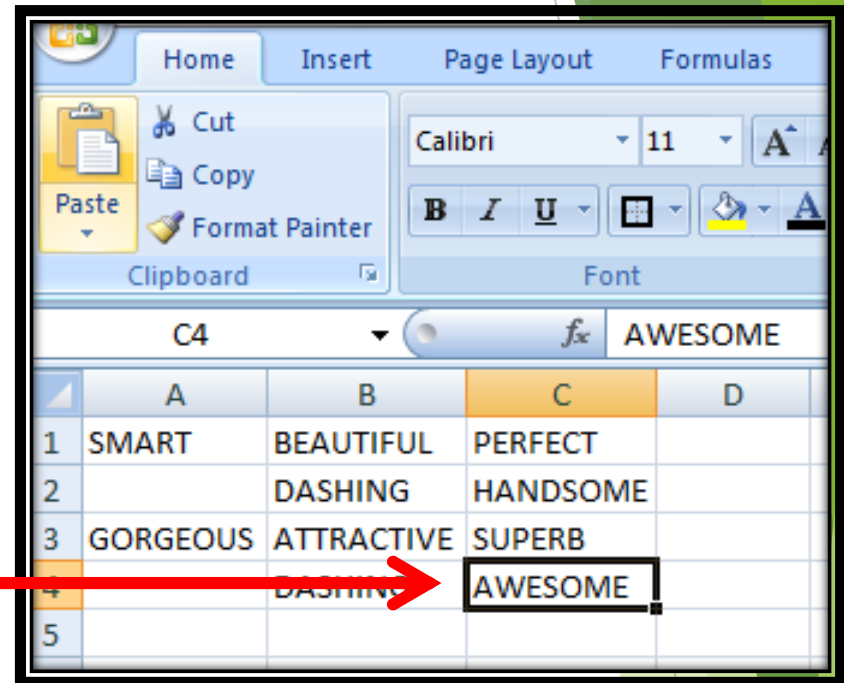 Home Insert Page Layout Formulas
Cut
Calibri 11 A
Copy
Paste
B I U A
Format Painter
Clipboard Font
C4 fx AWESOME
A B C D
1 SMART BEAUTIFUL PERFECT
2 DASHING HANDSOME
3 GORGEOUS ATTRACTIVE SUPERB
4 DASHING AWESOME
5